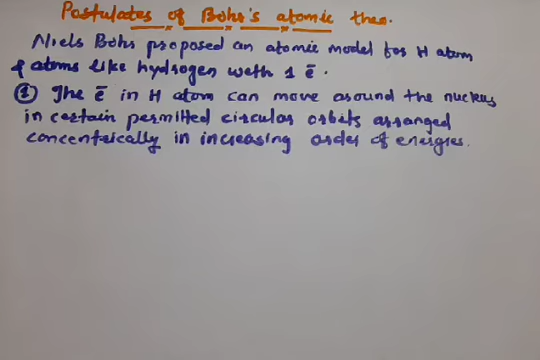 Postulates of Bohr's atomic theo.
Niels Bohr proposed an atomic model for H atom
& atoms like hydrogen with 1 ē.
① The ē in H atom can move around the nucleus
in certain permitted circular orbits arranged
concentrically in increasing order of energies.